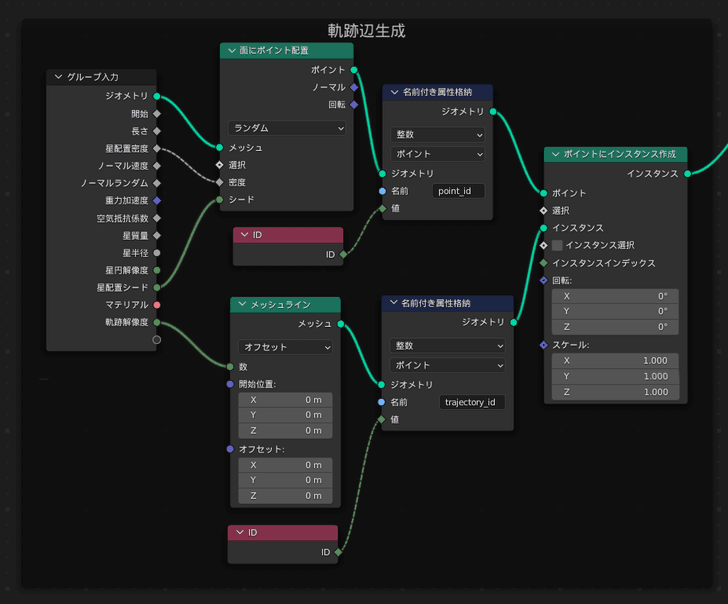 軌跡辺生成
グループ入力
ジオメトリ
開始
長さ
星配置密度
ノーマル速度
ノーマルランダム
重力加速度
空気抵抗係数
星質量
星半径
星円解像度
星配置シード
マテリアル
軌跡解像度
面にポイント配置
ポイント
ノーマル
回転
ランダム
メッシュ
選択
密度
シード
ID
ID
メッシュライン
メッシュ
オフセット
数
開始位置:
X 0 m
Y 0 m
Z 0 m
オフセット:
X 0 m
Y 0 m
Z 0 m
ID
ID
名前付き属性格納
ジオメトリ
整数
ポイント
ジオメトリ
名前 point_id
値
名前付き属性格納
ジオメトリ
整数
ポイント
ジオメトリ
名前 trajectory_id
値
ポイントにインスタンス作成
インスタンス
ポイント
選択
インスタンス
インスタンス選択
インスタンスインデックス
回転:
X 0°
Y 0°
Z 0°
スケール:
X 1.000
Y 1.000
Z 1.000